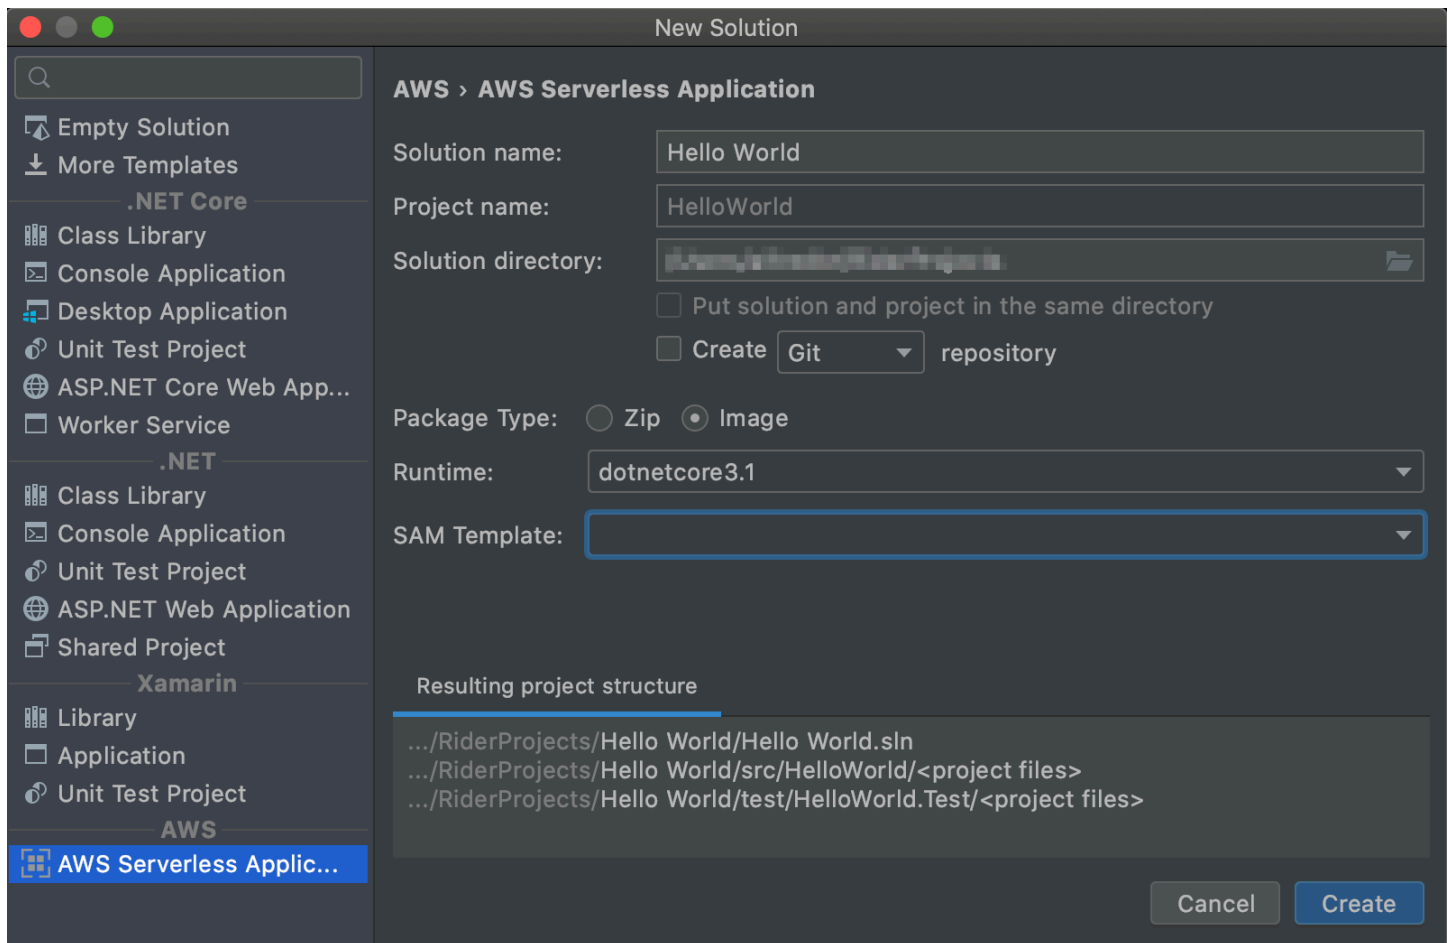 New Solution
Empty Solution
More Templates
.NET Core
Class Library
Console Application
Desktop Application
Unit Test Project
ASP.NET Core Web App...
Worker Service
.NET
Class Library
Console Application
Unit Test Project
ASP.NET Web Application
Shared Project
Xamarin
Library
Application
Unit Test Project
AWS
AWS Serverless Applic...
AWS › AWS Serverless Application
Solution name: Hello World
Project name: HelloWorld
Solution directory:
Put solution and project in the same directory
Create Git repository
Package Type: Zip Image
Runtime: dotnetcore3.1
SAM Template:
Resulting project structure
.../RiderProjects/Hello World/Hello World.sln
.../RiderProjects/Hello World/src/HelloWorld/<project files>
.../RiderProjects/Hello World/test/HelloWorld.Test/<project files>
Cancel Create